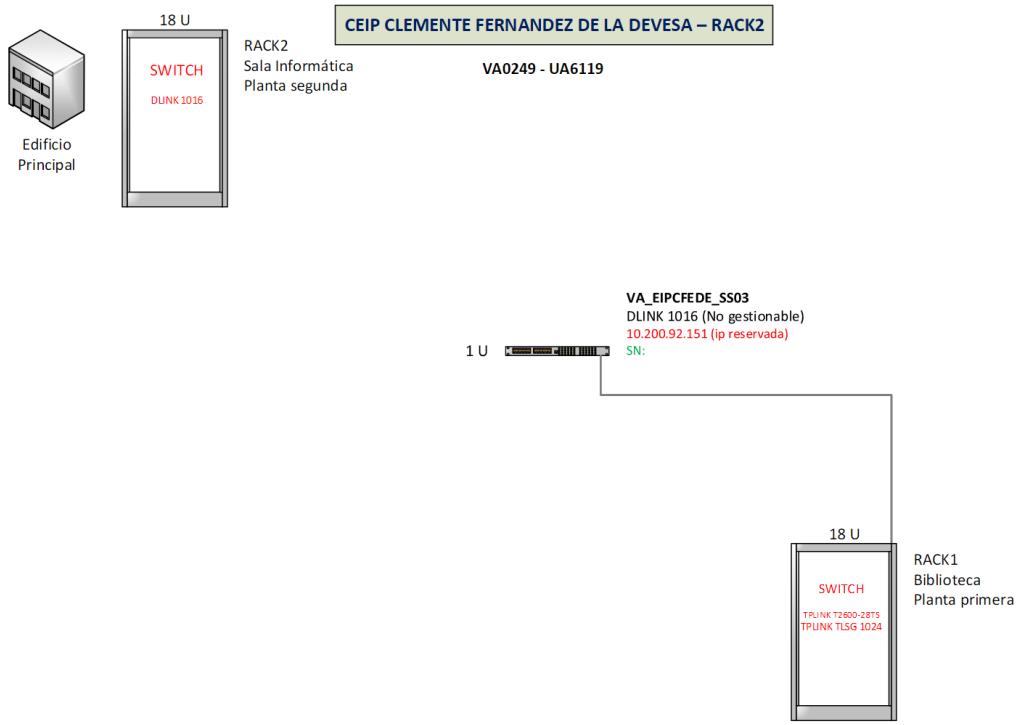 CEIP CLEMENTE FERNANDEZ DE LA DEVESA – RACK2
VA0249 - UA6119
18 U
SWITCH
DLINK 1016
RACK2
Sala Informática
Planta segunda
Edificio
Principal
VA_EIPCFEDE_SS03
DLINK 1016 (No gestionable)
10.200.92.151 (ip reservada)
SN:
1 U
18 U
SWITCH
TPLINK T2600-28TS
TPLINK TLSG 1024
RACK1
Biblioteca
Planta primera